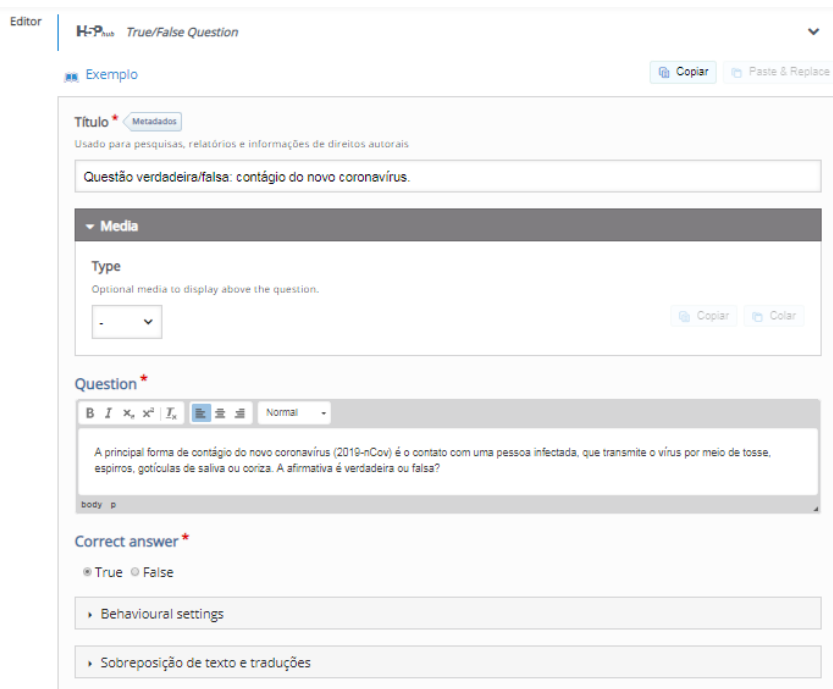 Editor
H5P hub True/False Question
Exemplo
Copiar
Paste & Replace
Título * Metadados
Usado para pesquisas, relatórios e informações de direitos autorais
Questão verdadeira/falsa: contágio do novo coronavírus.
Media
Type
Optional media to display above the question.
-
Copiar
Colar
Question *
B I x₂ x² Tx Normal
A principal forma de contágio do novo coronavírus (2019-nCov) é o contato com uma pessoa infectada, que transmite o vírus por meio de tosse,
espirros, gotículas de saliva ou coriza. A afirmativa é verdadeira ou falsa?
body p
Correct answer *
True False
Behavioural settings
Sobreposição de texto e traduções